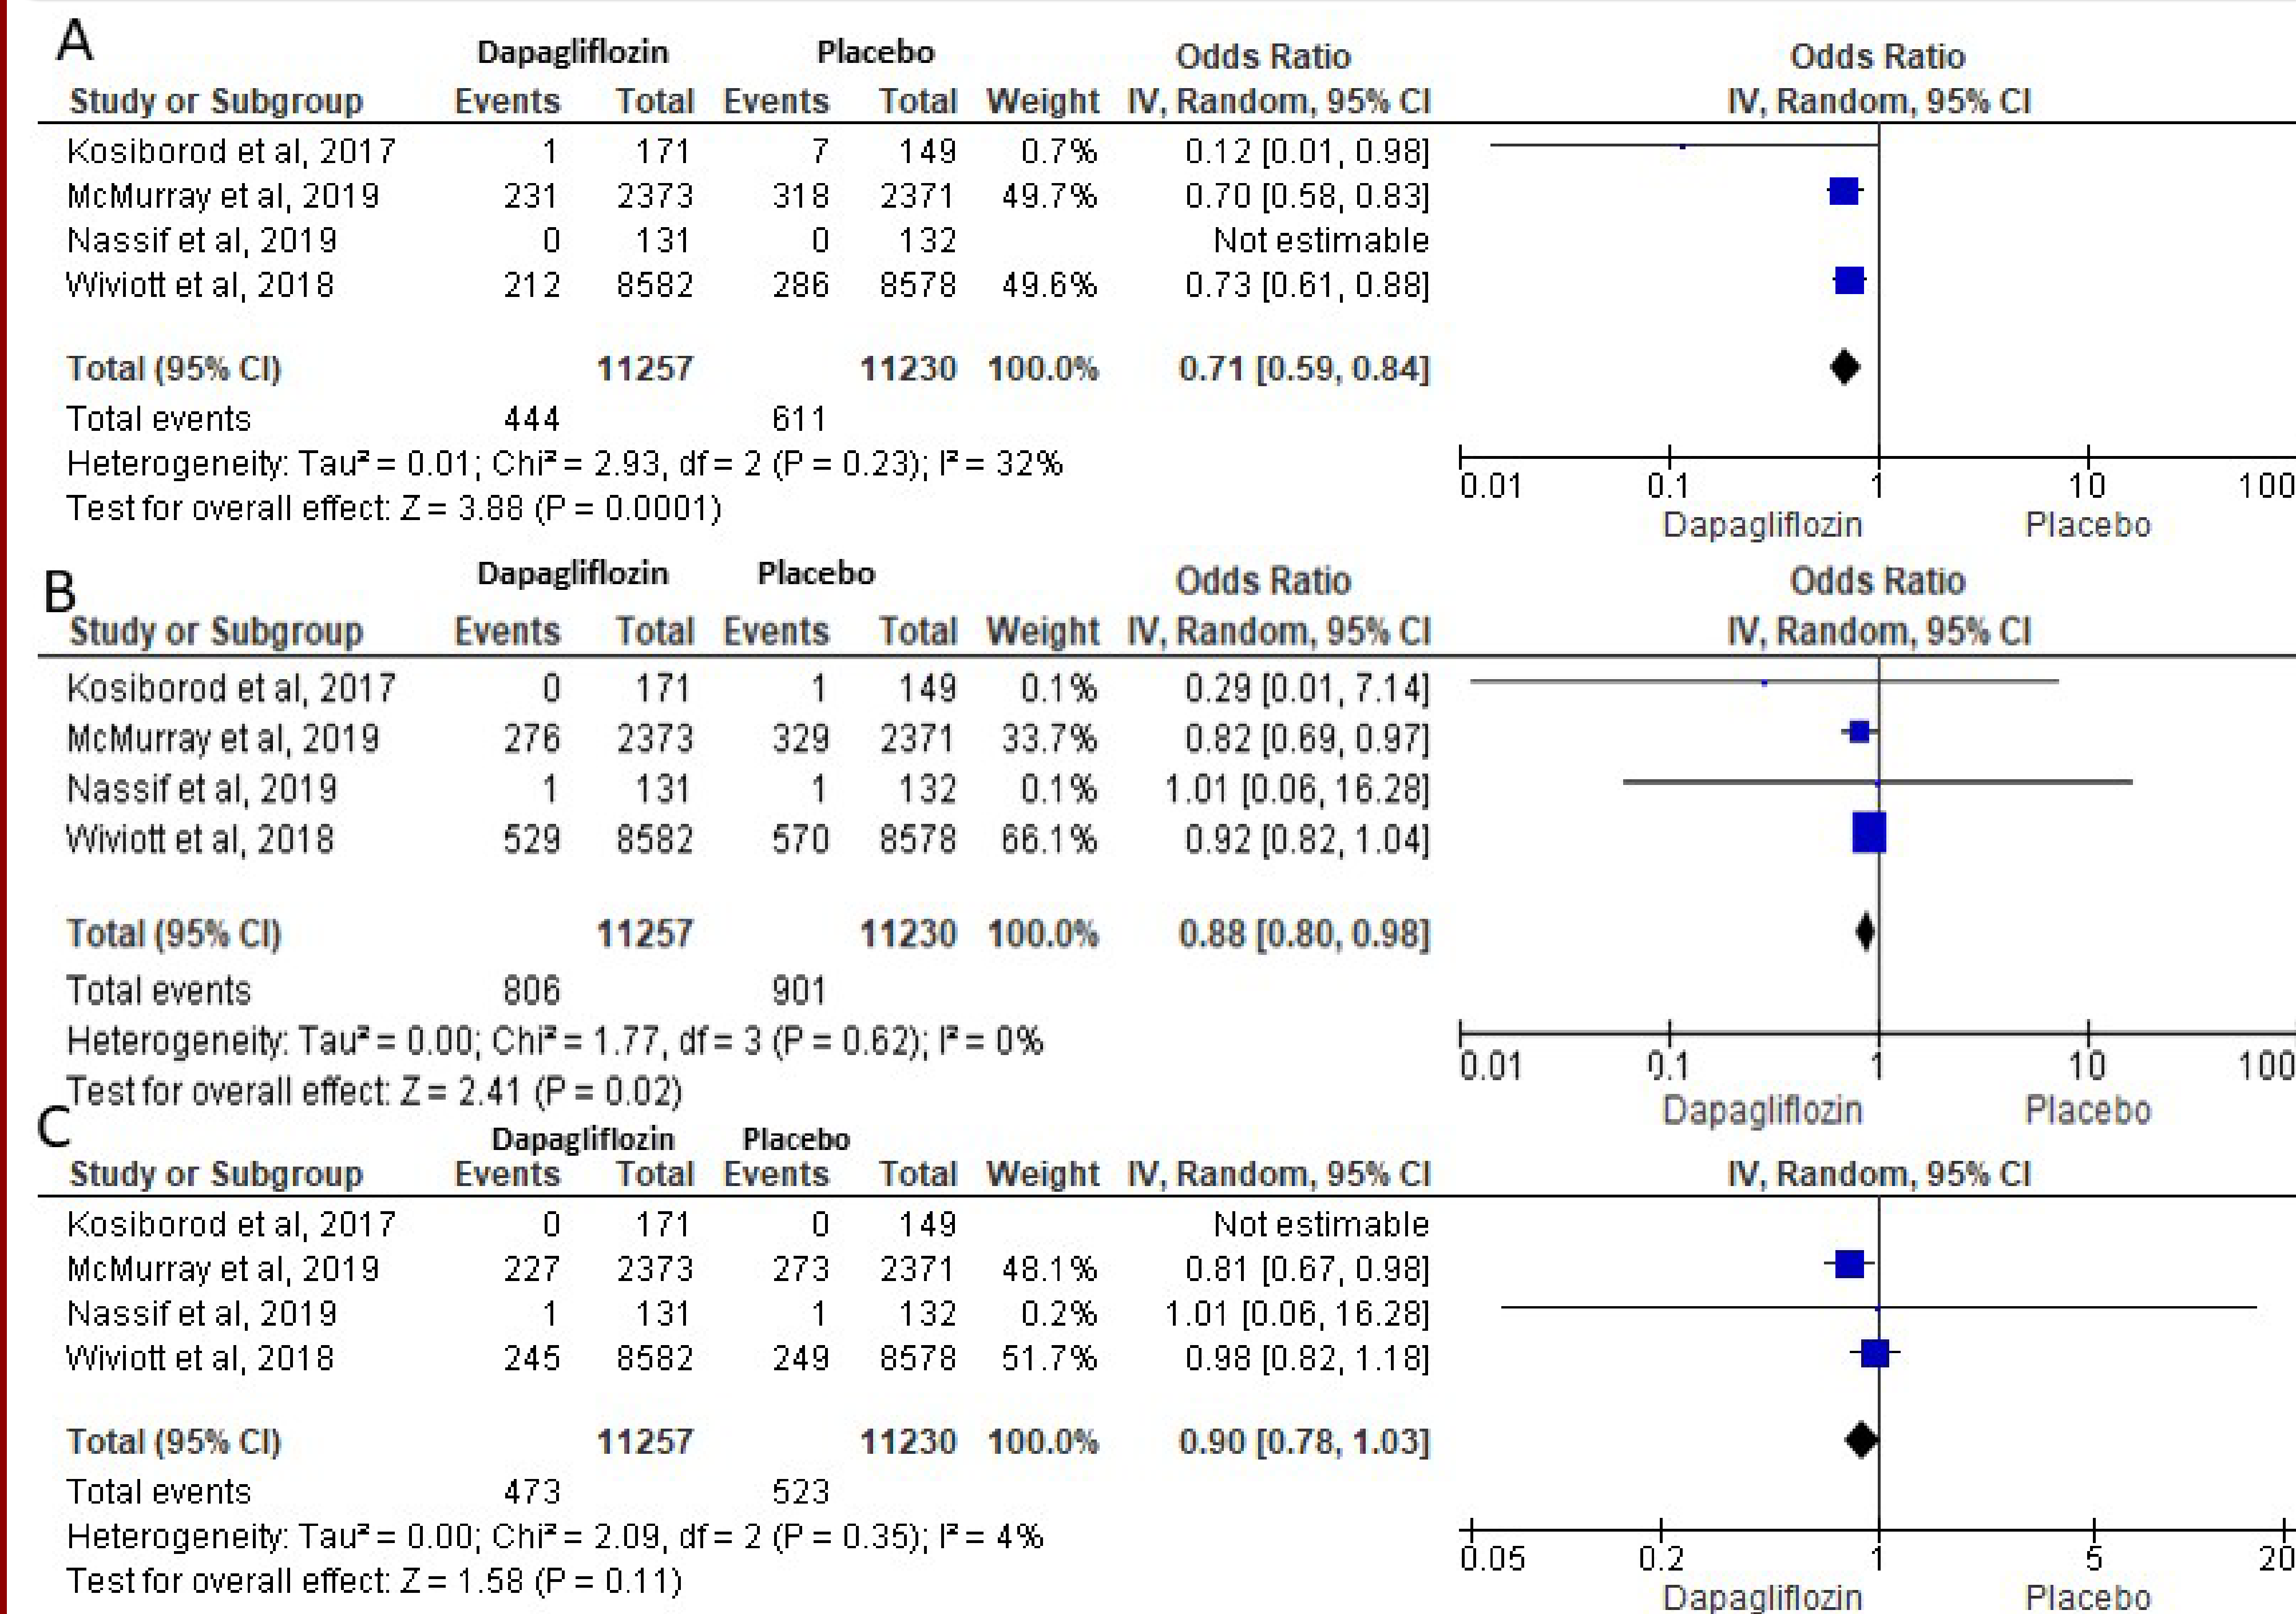 A
Dapagliflozin Placebo Odds Ratio Odds Ratio
Study or Subgroup Events Total Events Total Weight IV, Random, 95% CI IV, Random, 95% CI
Kosiborod et al, 2017 1 171 7 149 0.7% 0.12 [0.01, 0.98]
McMurray et al, 2019 231 2373 318 2371 49.7% 0.70 [0.58, 0.83]
Nassif et al, 2019 0 131 0 132 Not estimable
Wiviott et al, 2018 212 8582 286 8578 49.6% 0.73 [0.61, 0.88]
Total (95% CI) 11257 11230 100.0% 0.71 [0.59, 0.84]
Total events 444 611
Heterogeneity: Tau² = 0.01; Chi² = 2.93, df = 2 (P = 0.23); I² = 32%
Test for overall effect: Z = 3.88 (P = 0.0001)
0.01 0.1 1 10 100
Dapagliflozin Placebo
B
Dapagliflozin Placebo Odds Ratio Odds Ratio
Study or Subgroup Events Total Events Total Weight IV, Random, 95% CI IV, Random, 95% CI
Kosiborod et al, 2017 0 171 1 149 0.1% 0.29 [0.01, 7.14]
McMurray et al, 2019 276 2373 329 2371 33.7% 0.82 [0.69, 0.97]
Nassif et al, 2019 1 131 1 132 0.1% 1.01 [0.06, 16.28]
Wiviott et al, 2018 529 8582 570 8578 66.1% 0.92 [0.82, 1.04]
Total (95% CI) 11257 11230 100.0% 0.88 [0.80, 0.98]
Total events 806 901
Heterogeneity: Tau² = 0.00; Chi² = 1.77, df = 3 (P = 0.62); I² = 0%
Test for overall effect: Z = 2.41 (P = 0.02)
0.01 0.1 1 10 100
Dapagliflozin Placebo
C
Dapagliflozin Placebo
Study or Subgroup Events Total Events Total Weight IV, Random, 95% CI IV, Random, 95% CI
Kosiborod et al, 2017 0 171 0 149 Not estimable
McMurray et al, 2019 227 2373 273 2371 48.1% 0.81 [0.67, 0.98]
Nassif et al, 2019 1 131 1 132 0.2% 1.01 [0.06, 16.28]
Wiviott et al, 2018 245 8582 249 8578 51.7% 0.98 [0.82, 1.18]
Total (95% CI) 11257 11230 100.0% 0.90 [0.78, 1.03]
Total events 473 523
Heterogeneity: Tau² = 0.00; Chi² = 2.09, df = 2 (P = 0.35); I² = 4%
Test for overall effect: Z = 1.58 (P = 0.11)
0.05 0.2 1 5 20
Dapagliflozin Placebo